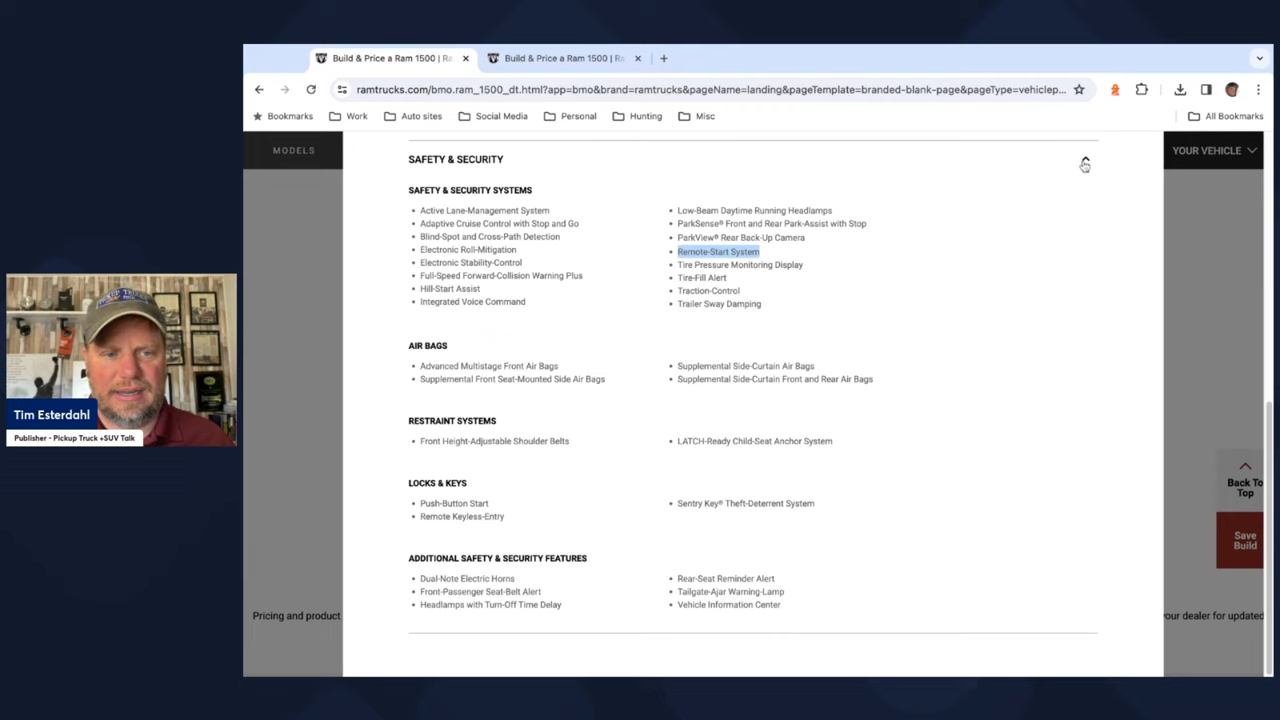 Build & Price a Ram 1500 | Ra
Build & Price a Ram 1500 | Ra
ramtrucks.com/bmo.ram_1500_dt.html?app=bmo&brand=ramtrucks&pageName=landing&pageTemplate=branded-blank-page&pageType=vehiclep...
Bookmarks
Work
Auto sites
Social Media
Personal
Hunting
Misc
All Bookmarks
MODELS
YOUR VEHICLE
SAFETY & SECURITY
SAFETY & SECURITY SYSTEMS
Active Lane-Management System
Adaptive Cruise Control with Stop and Go
Blind-Spot and Cross-Path Detection
Electronic Roll-Mitigation
Electronic Stability-Control
Full-Speed Forward-Collision Warning Plus
Hill-Start Assist
Integrated Voice Command
Low-Beam Daytime Running Headlamps
ParkSense® Front and Rear Park-Assist with Stop
ParkView® Rear Back-Up Camera
Remote-Start System
Tire Pressure Monitoring Display
Tire-Fill Alert
Traction-Control
Trailer Sway Damping
AIR BAGS
Advanced Multistage Front Air Bags
Supplemental Front Seat-Mounted Side Air Bags
Supplemental Side-Curtain Air Bags
Supplemental Side-Curtain Front and Rear Air Bags
RESTRAINT SYSTEMS
Front Height-Adjustable Shoulder Belts
LATCH-Ready Child-Seat Anchor System
LOCKS & KEYS
Push-Button Start
Remote Keyless-Entry
Sentry Key® Theft-Deterrent System
ADDITIONAL SAFETY & SECURITY FEATURES
Dual-Note Electric Horns
Front-Passenger Seat-Belt Alert
Headlamps with Turn-Off Time Delay
Rear-Seat Reminder Alert
Tailgate-Ajar Warning-Lamp
Vehicle Information Center
Back To
Top
Save
Build
Pricing and product
your dealer for updated
Tim Esterdahl
Publisher - Pickup Truck +SUV Talk